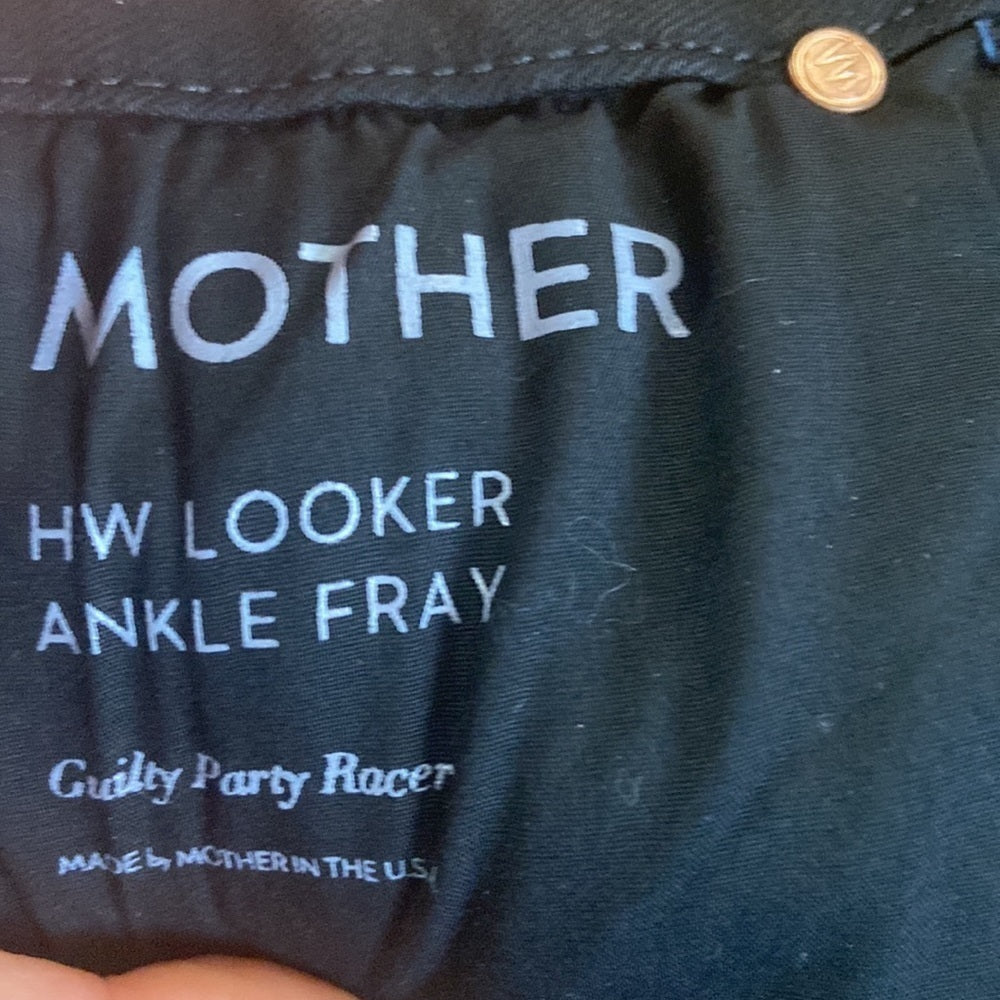 MOTHER
HW LOOKER
ANKLE FRAY
Guilty Party Racer
MADE by MOTHER IN THE U.S.